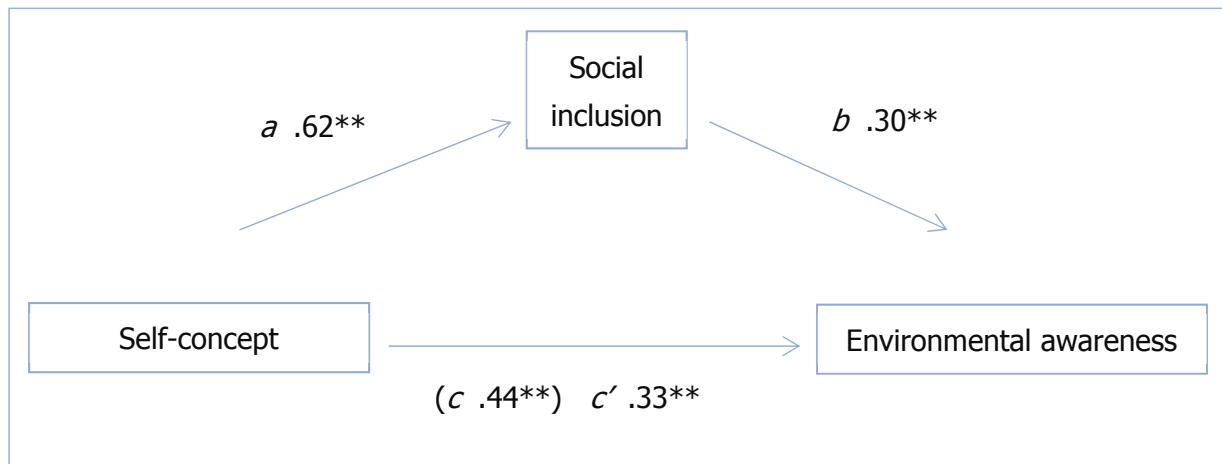 Social
inclusion
a .62**
b .30**
Self-concept
Environmental awareness
(c .44**) c′ .33**